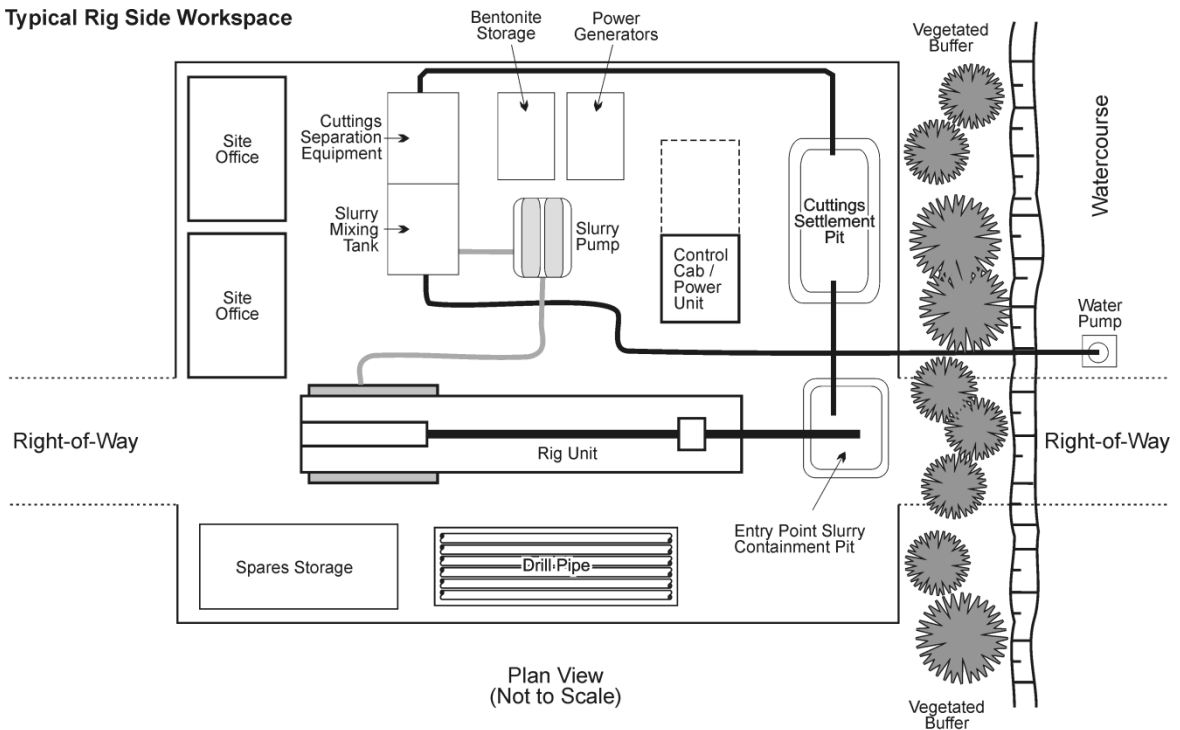 Typical Rig Side Workspace
Bentonite
Storage
Power
Generators
Vegetated
Buffer
Site
Office
Cuttings
Separation
Equipment
Watercourse
Cuttings
Settlement
Pit
Slurry
Mixing
Tank
Slurry
Pump
Control
Cab /
Power
Unit
Site
Office
Water
Pump
Right-of-Way
Rig Unit
Right-of-Way
Entry Point Slurry
Containment Pit
Spares Storage
Drill Pipe
Plan View
(Not to Scale)
Vegetated
Buffer